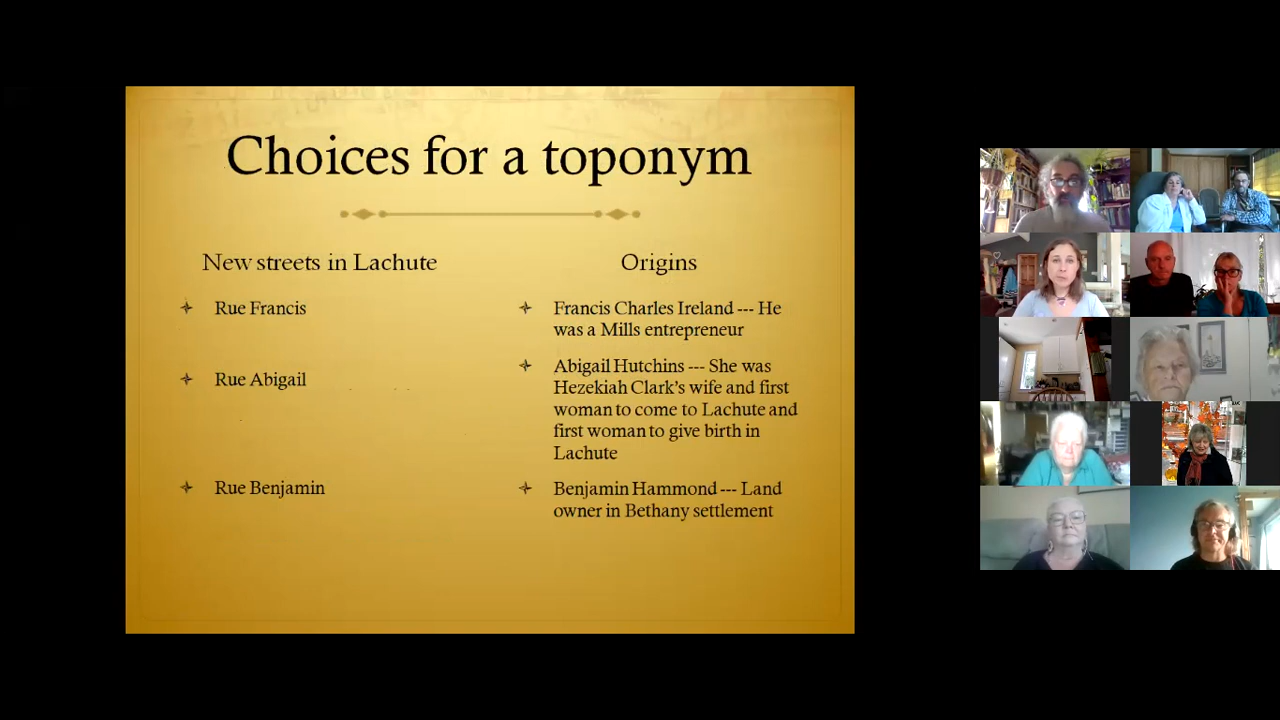 Choices for a toponym
New streets in Lachute
Rue Francis
Rue Abigail
Rue Benjamin
Origins
Francis Charles Ireland --- He
was a Mills entrepreneur
Abigail Hutchins --- She was
Hezekiah Clark's wife and first
woman to come to Lachute and
first woman to give birth in
Lachute
Benjamin Hammond --- Land
owner in Bethany settlement